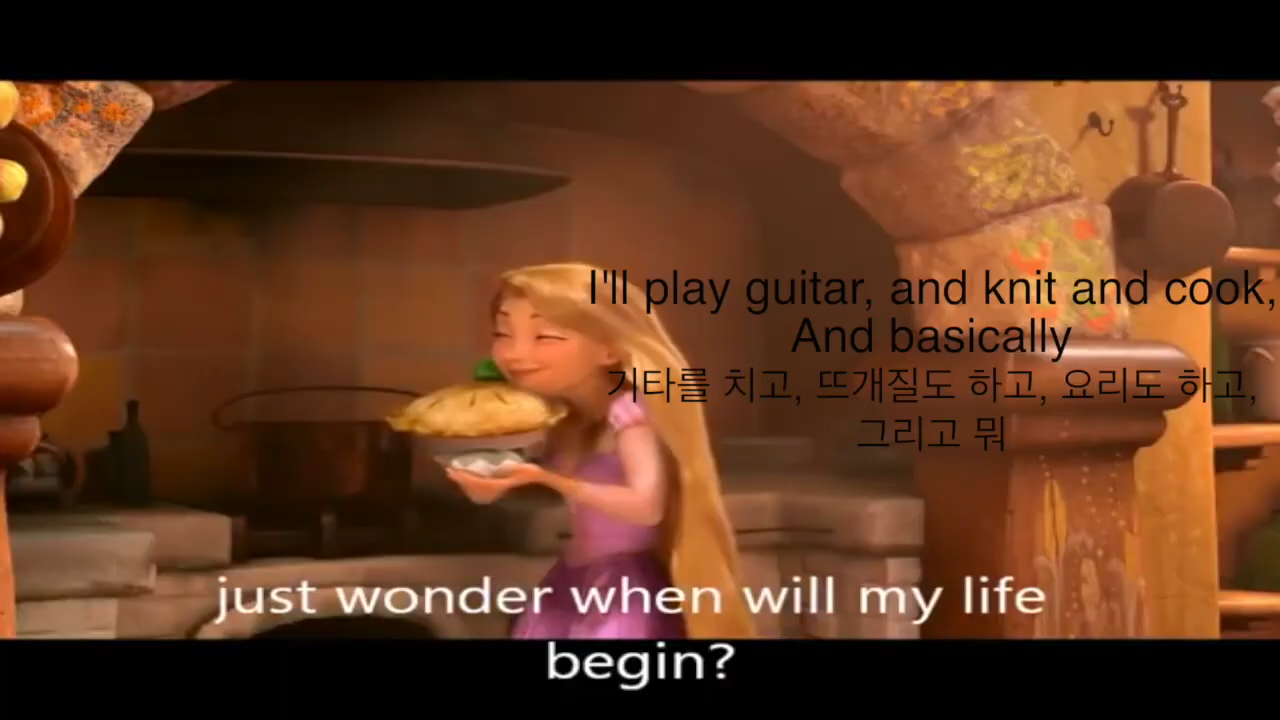 I'll play guitar, and knit and cook,
And basically
기타를 치고, 뜨개질도 하고, 요리도 하고,
그리고 뭐
just wonder when will my life
begin?